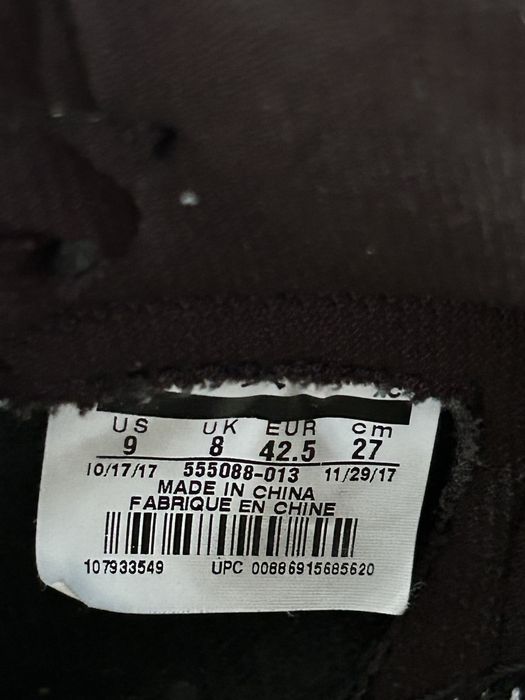 US UK EUR cm
9 8 42.5 27
10/17/17 555088-013 11/29/17
MADE IN CHINA
FABRIQUE EN CHINE
107933549 UPC 00886915685620